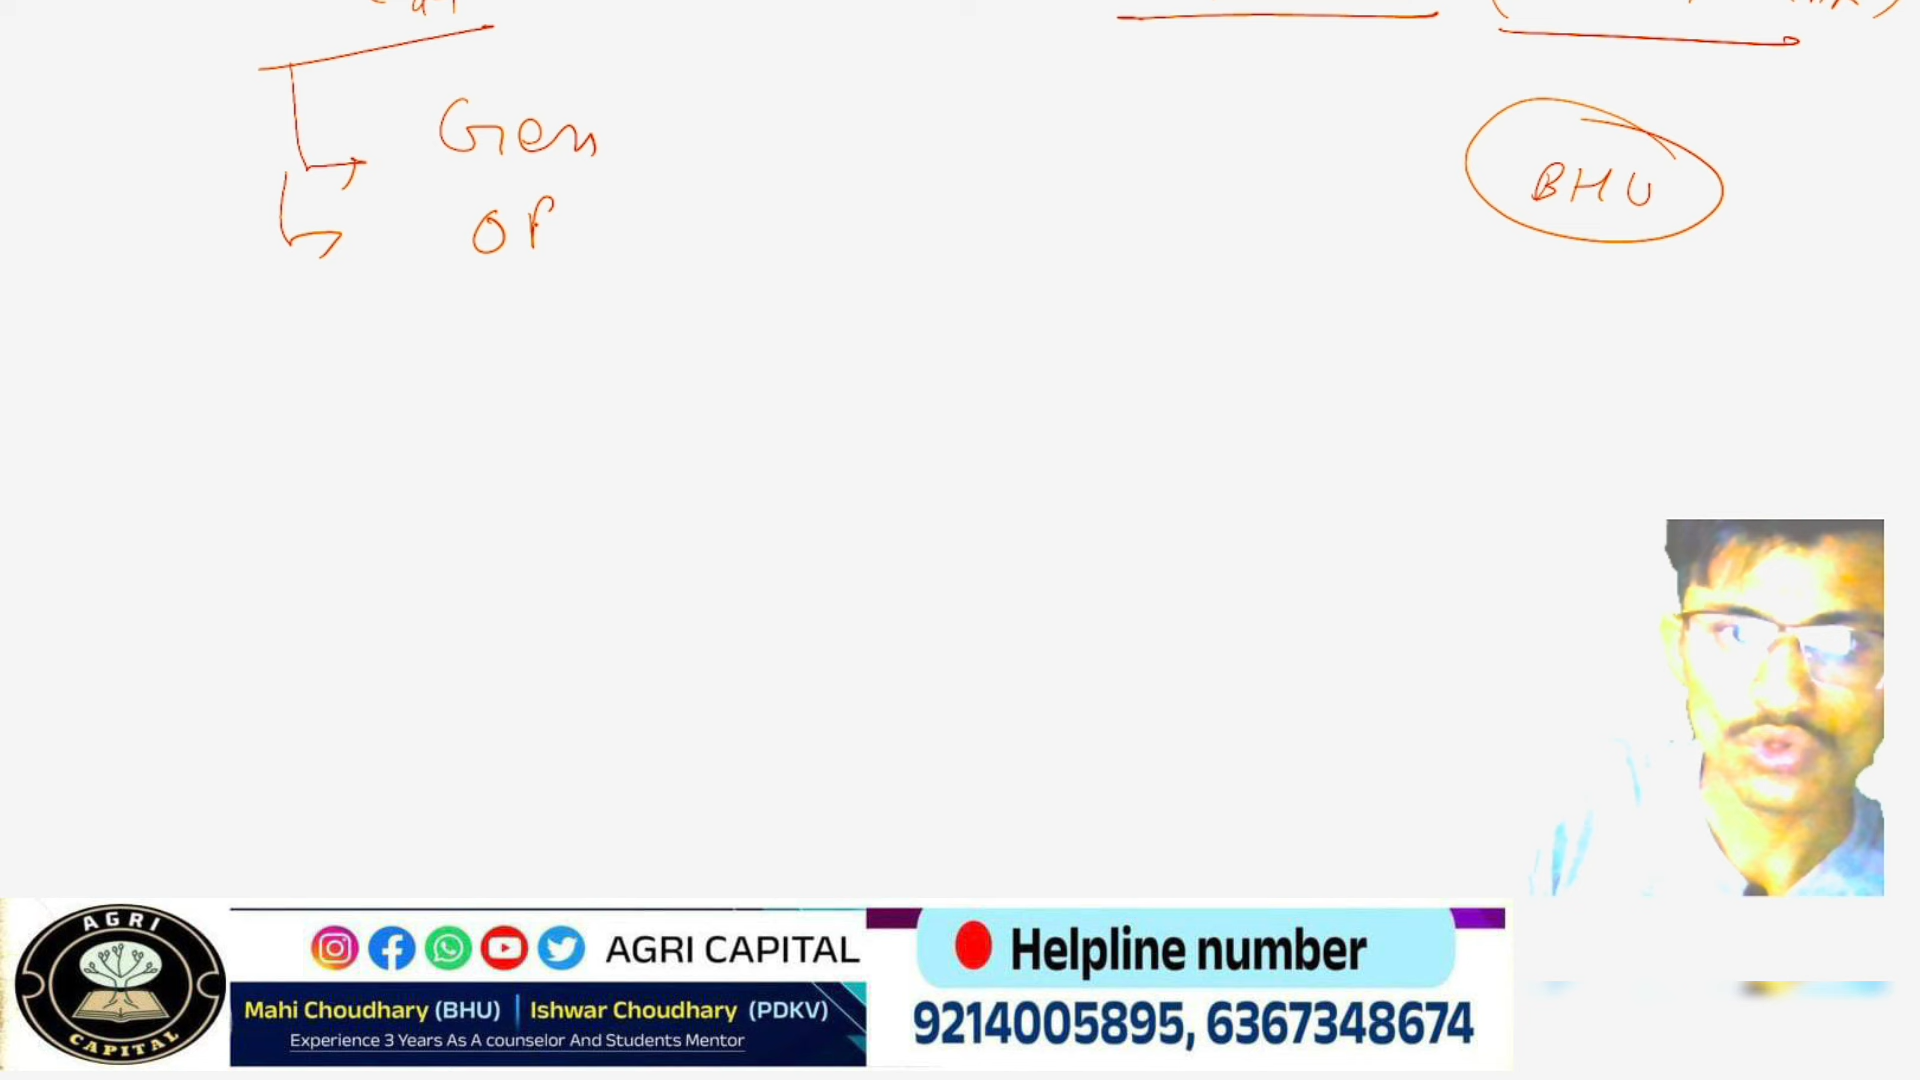 Gen
BHU
OP
AGRI
CAPITAL
AGRI CAPITAL
Mahi Choudhary (BHU) | Ishwar Choudhary (PDKV)
Experience 3 Years As A counselor And Students Mentor
Helpline number
9214005895, 6367348674